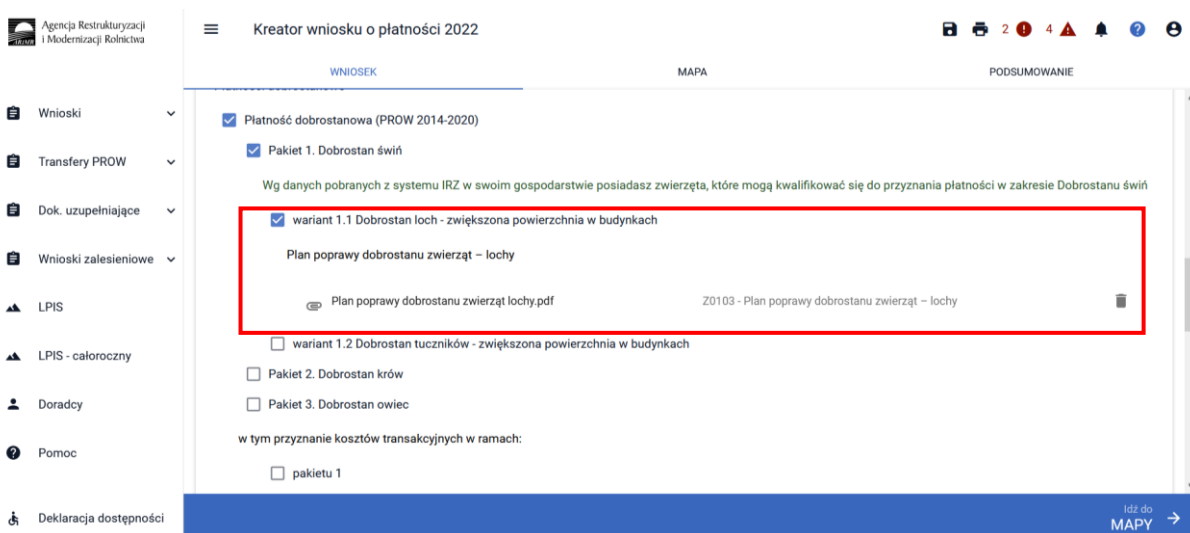 Agencja Restrukturyzacji
i Modernizacji Rolnictwa
ARiMR
Kreator wniosku o płatności 2022
2
4
WNIOSEK
MAPA
PODSUMOWANIE
Wnioski
Transfery PROW
Dok. uzupełniające
Wnioski zalesieniowe
LPIS
LPIS - całoroczny
Doradcy
Pomoc
Deklaracja dostępności
Płatność dobrostanowa (PROW 2014-2020)
Pakiet 1. Dobrostan świń
Wg danych pobranych z systemu IRZ w swoim gospodarstwie posiadasz zwierzęta, które mogą kwalifikować się do przyznania płatności w zakresie Dobrostanu świń
wariant 1.1 Dobrostan loch - zwiększona powierzchnia w budynkach
Plan poprawy dobrostanu zwierząt – lochy
Plan poprawy dobrostanu zwierząt lochy.pdf
Z0103 - Plan poprawy dobrostanu zwierząt – lochy
wariant 1.2 Dobrostan tuczników - zwiększona powierzchnia w budynkach
Pakiet 2. Dobrostan krów
Pakiet 3. Dobrostan owiec
w tym przyznanie kosztów transakcyjnych w ramach:
pakietu 1
Idź do
MAPY